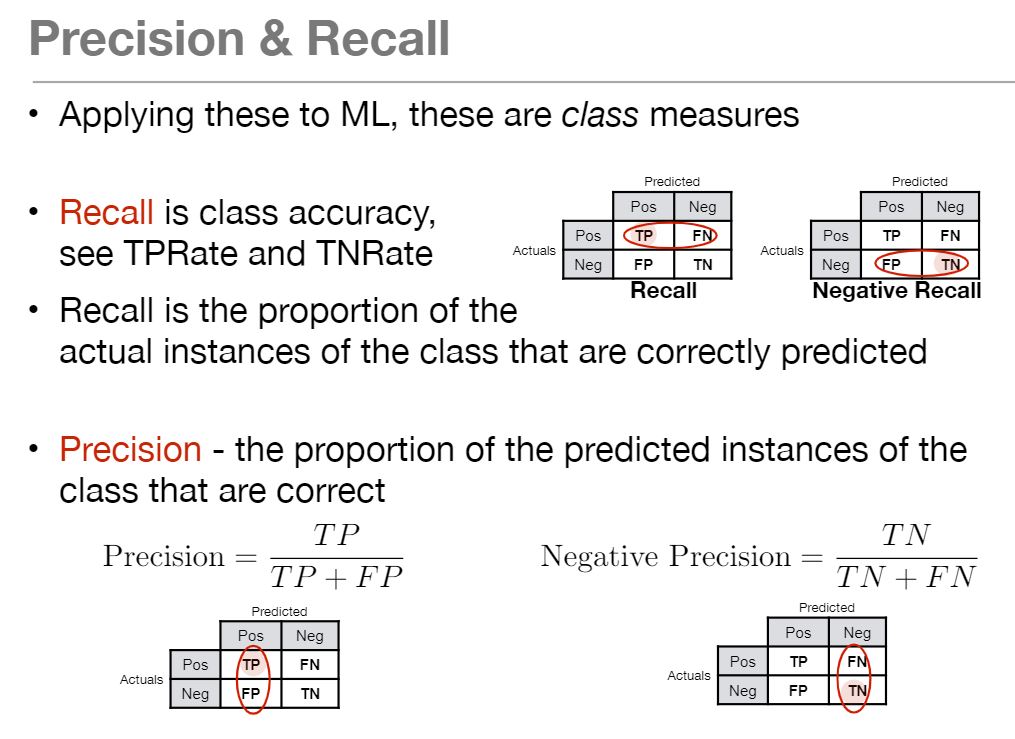 Precision & Recall
• Applying these to ML, these are class measures
• Recall is class accuracy,
see TPRate and TNRate
Predicted
Pos Neg
Actuals
Pos TP FN
Neg FP TN
Recall
Predicted
Pos Neg
Actuals
Pos TP FN
Neg FP TN
Negative Recall
• Recall is the proportion of the
actual instances of the class that are correctly predicted
• Precision - the proportion of the predicted instances of the
class that are correct
Precision = TP / TP + FP
Negative Precision = TN / TN + FN
Predicted
Pos Neg
Actuals
Pos TP FN
Neg FP TN
Predicted
Pos Neg
Actuals
Pos TP FN
Neg FP TN